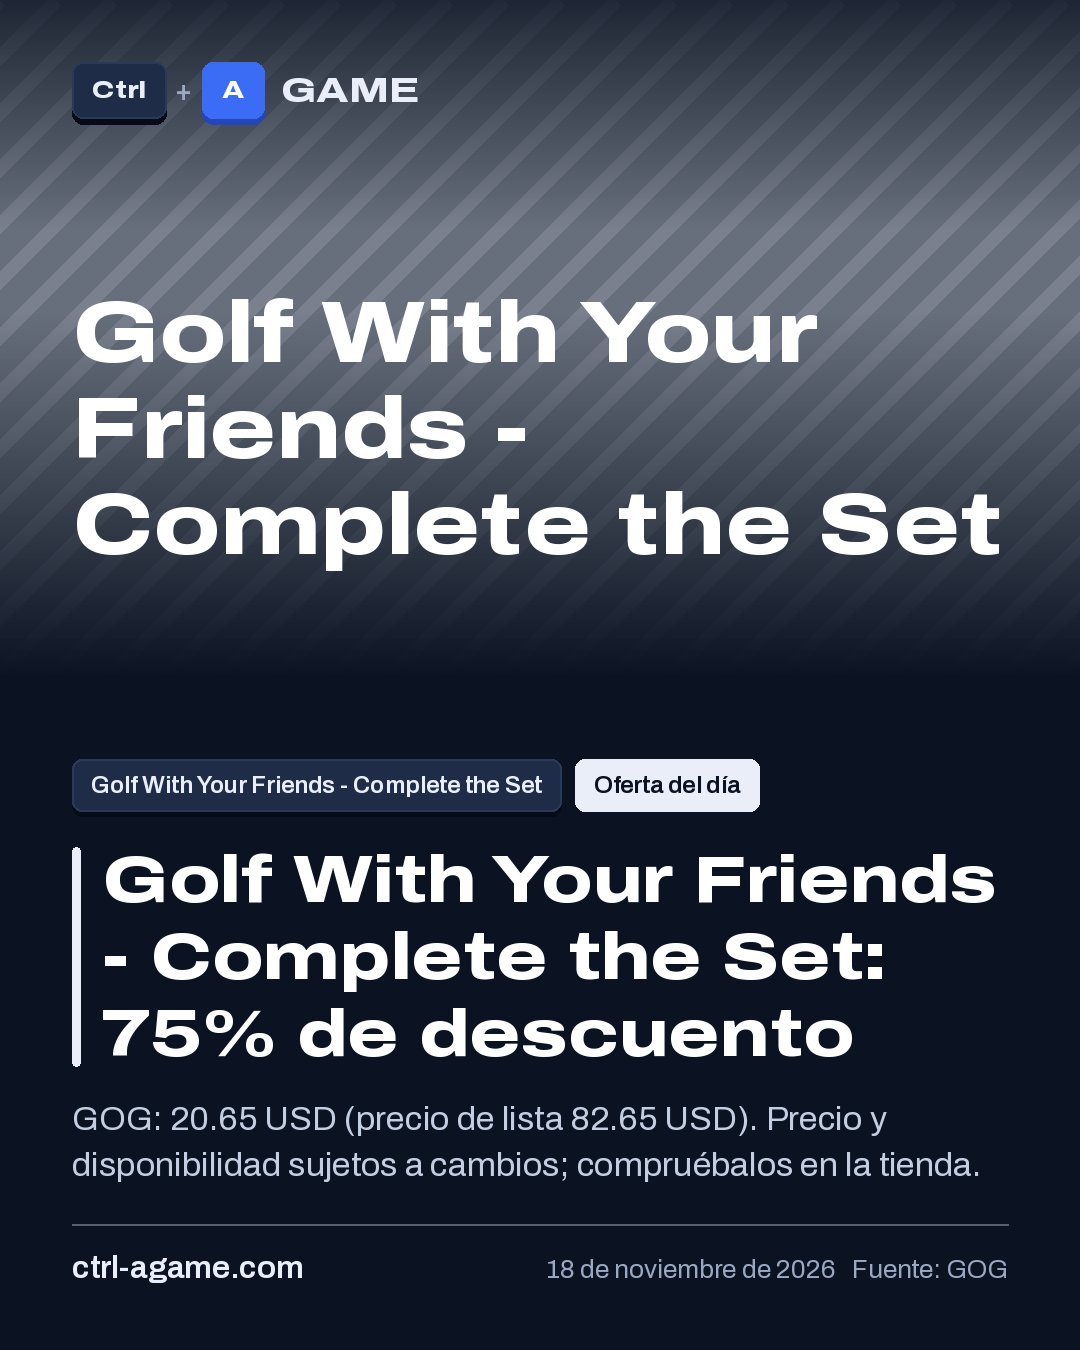 Ctrl + A GAME
Golf With Your
Friends -
Complete the Set
Golf With Your Friends - Complete the Set
Oferta del día
Golf With Your Friends
- Complete the Set:
75% de descuento
GOG: 20.65 USD (precio de lista 82.65 USD). Precio y
disponibilidad sujetos a cambios; compruébalos en la tienda.
ctrl-agame.com
18 de noviembre de 2026 Fuente: GOG